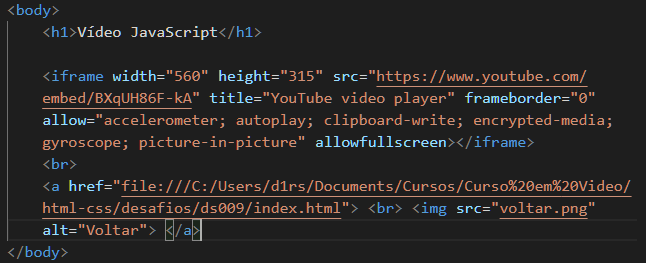 <body>
<h1>Vídeo JavaScript</h1>
<iframe width="560" height="315" src="https://www.youtube.com/
embed/BXqUH86F-kA" title="YouTube video player" frameborder="0"
allow="accelerometer; autoplay; clipboard-write; encrypted-media;
gyroscope; picture-in-picture" allowfullscreen></iframe>
<br>
<a href="file:///C:/Users/d1rs/Documents/Cursos/Curso%20em%20Video/
html-css/desafios/ds009/index.html"> <br> <img src="voltar.png"
alt="Voltar"> </a>
</body>